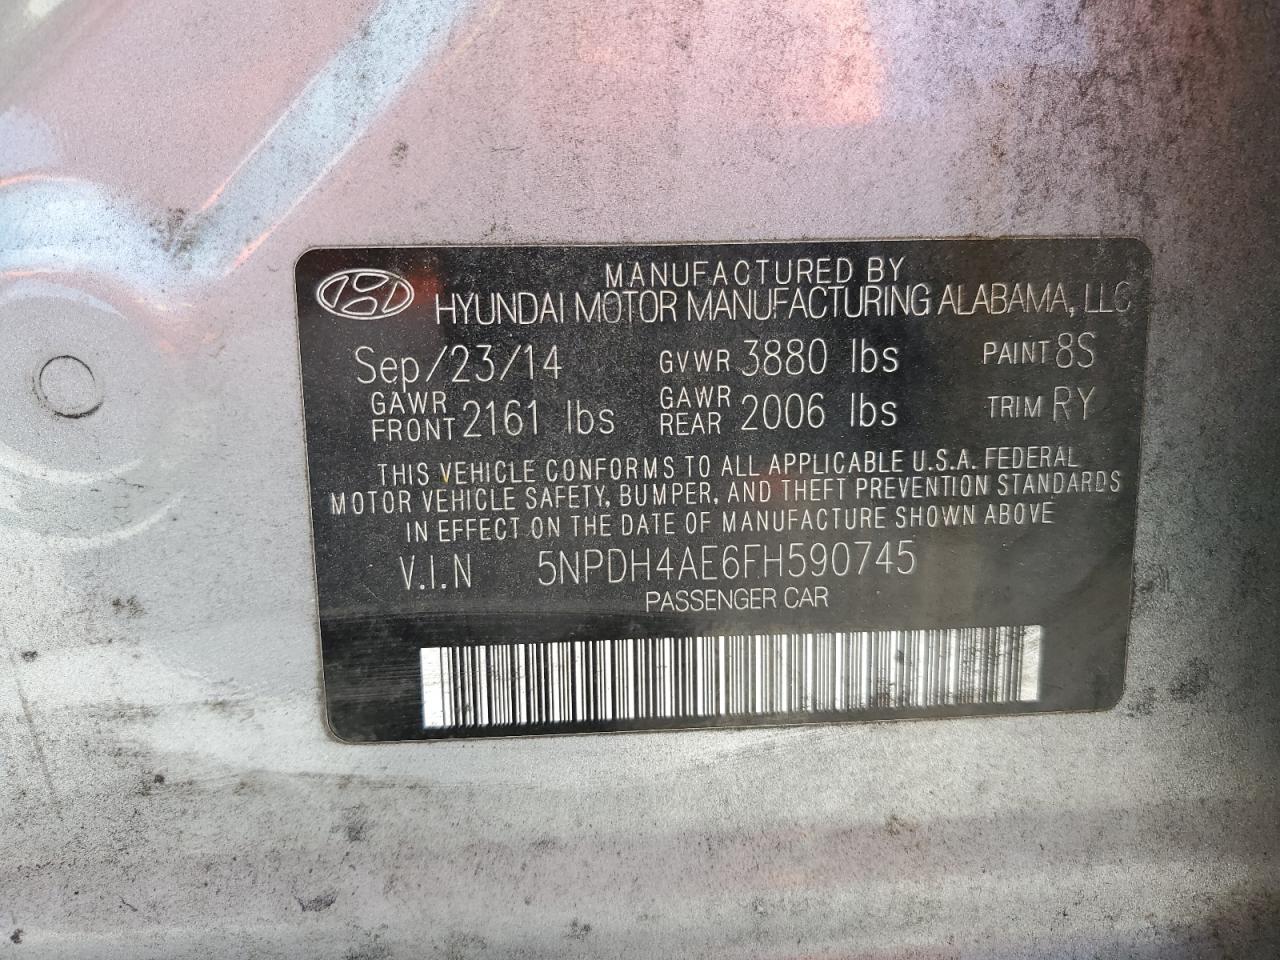 MANUFACTURED BY
HYUNDAI MOTOR MANUFACTURING ALABAMA, LLC
Sep/23/14 GVWR 3880 lbs PAINT 8S
GAWR FRONT 2161 lbs GAWR REAR 2006 lbs TRIM RY
THIS VEHICLE CONFORMS TO ALL APPLICABLE U.S.A. FEDERAL
MOTOR VEHICLE SAFETY, BUMPER, AND THEFT PREVENTION STANDARDS
IN EFFECT ON THE DATE OF MANUFACTURE SHOWN ABOVE
V.I.N 5NPDH4AE6FH590745
PASSENGER CAR